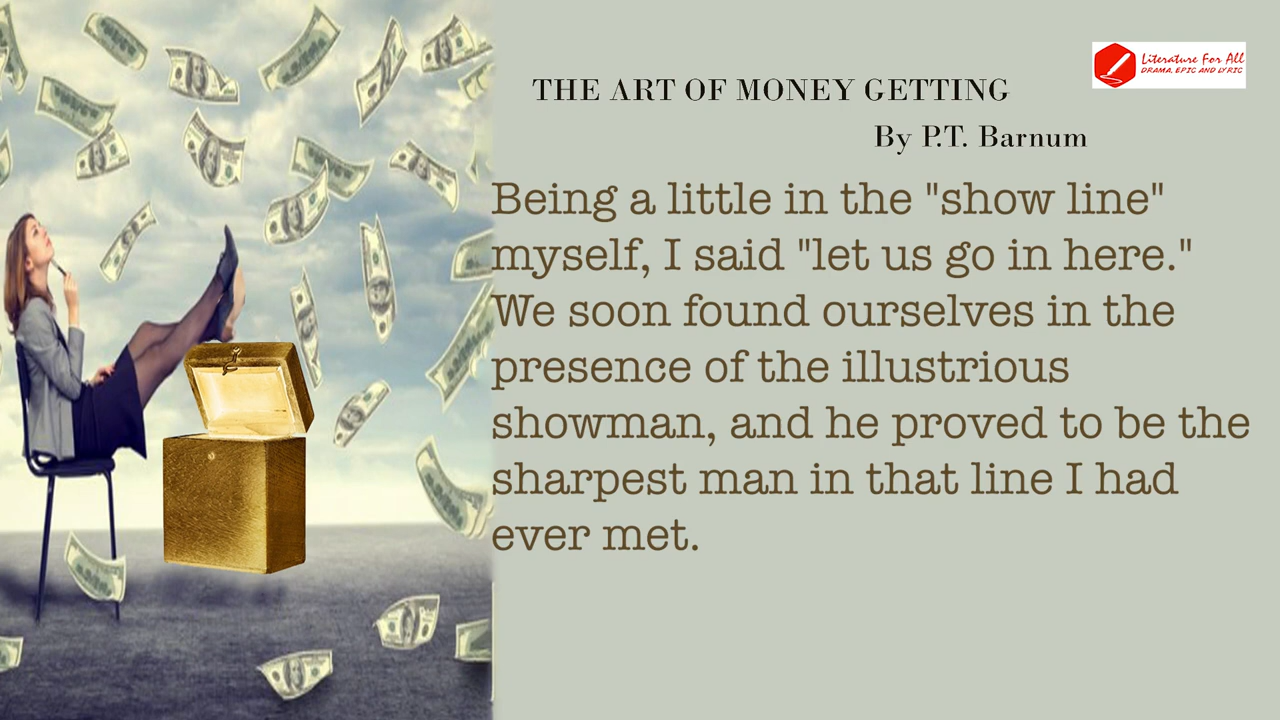 Literature For All
DRAMA, EPIC AND LYRIC
THE ART OF MONEY GETTING
By P.T. Barnum
Being a little in the "show line"
myself, I said "let us go in here."
We soon found ourselves in the
presence of the illustrious
showman, and he proved to be the
sharpest man in that line I had
ever met.